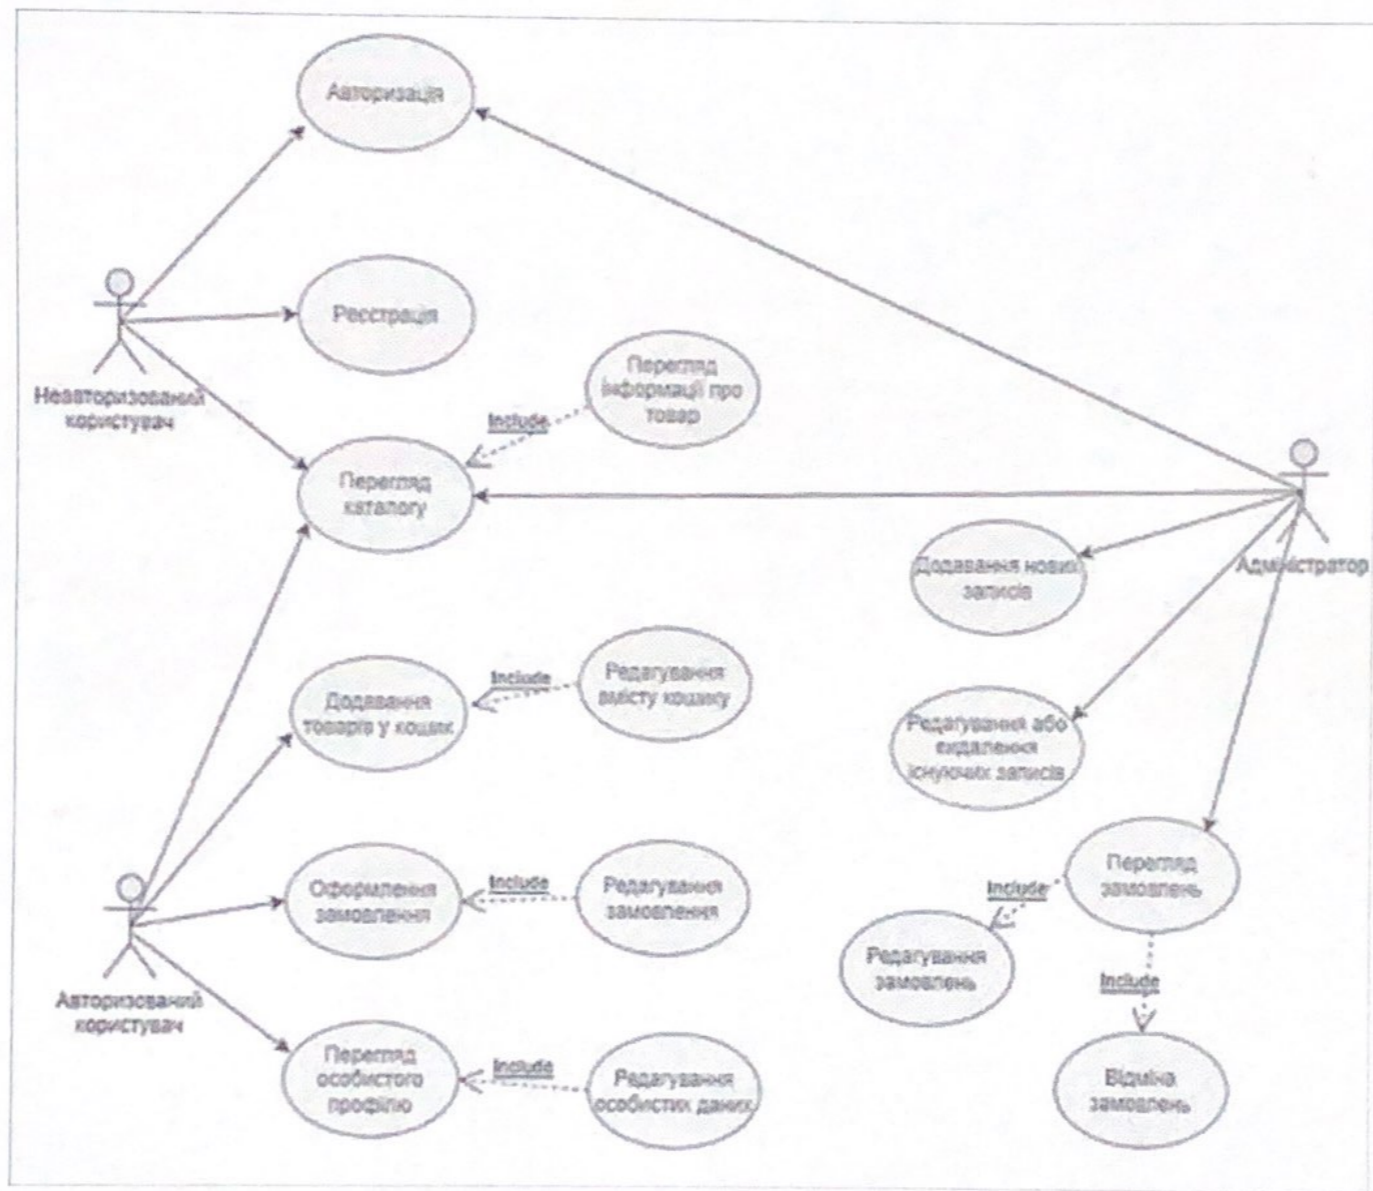 Авторизація
Реєстрація
Неавторизований
користувач
Перегляд
інформації про
товар
Include
Перегляд
каталогу
Адміністратор
Додавання нових
записів
Додавання
товарів у кошик
Include
Редагування
вмісту кошику
Редагування або
видалення
існуючих записів
Оформлення
замовлення
Include
Редагування
замовлення
Перегляд
замовлень
Include
Редагування
замовлень
Include
Відміна
замовлень
Авторизований
користувач
Перегляд
особистого
профілю
Include
Редагування
особистих даних